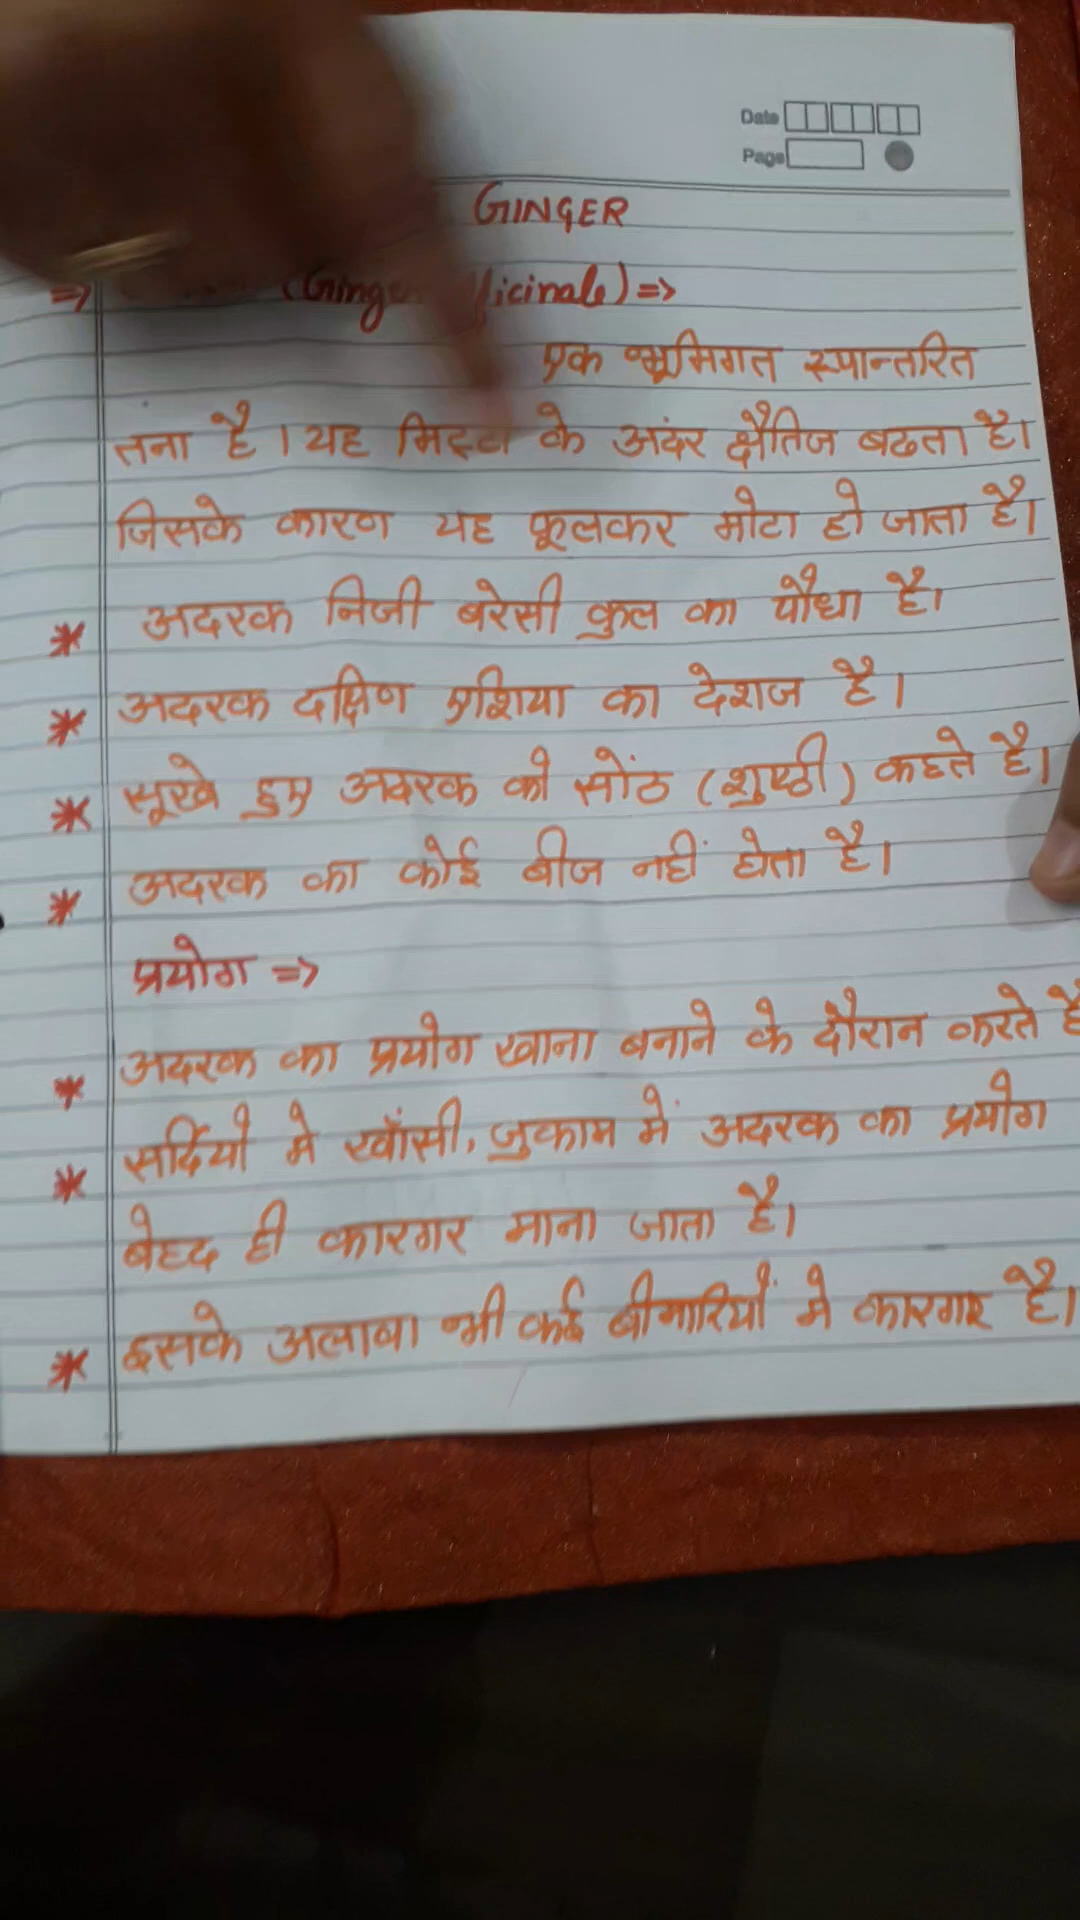 Date
Page
GINGER
=>
एक भूमिगत रूपान्तरित
तना है। यह के अंदर क्षैतिज बढता है।
जिसके कारण यह फूलकर मोटा हो जाता है।
* अदरक जिंजी बरेसी कुल का पौधा है।
* अदरक दक्षिण एशिया का देशज है।
* सूखे हुए अदरक को सोंठ (शुण्ठी) कहते है।
* अदरक का कोई बीज नहीं होता है।
प्रयोग =>
* अदरक का प्रयोग खाना बनाने के दौरान करते है
* सर्दियो मे खाँसी, जुकाम में अदरक का प्रयोग
बेहद ही कारगर माना जाता है।
* इसके अलावा भी कई बीमारियों मे कारगर है।